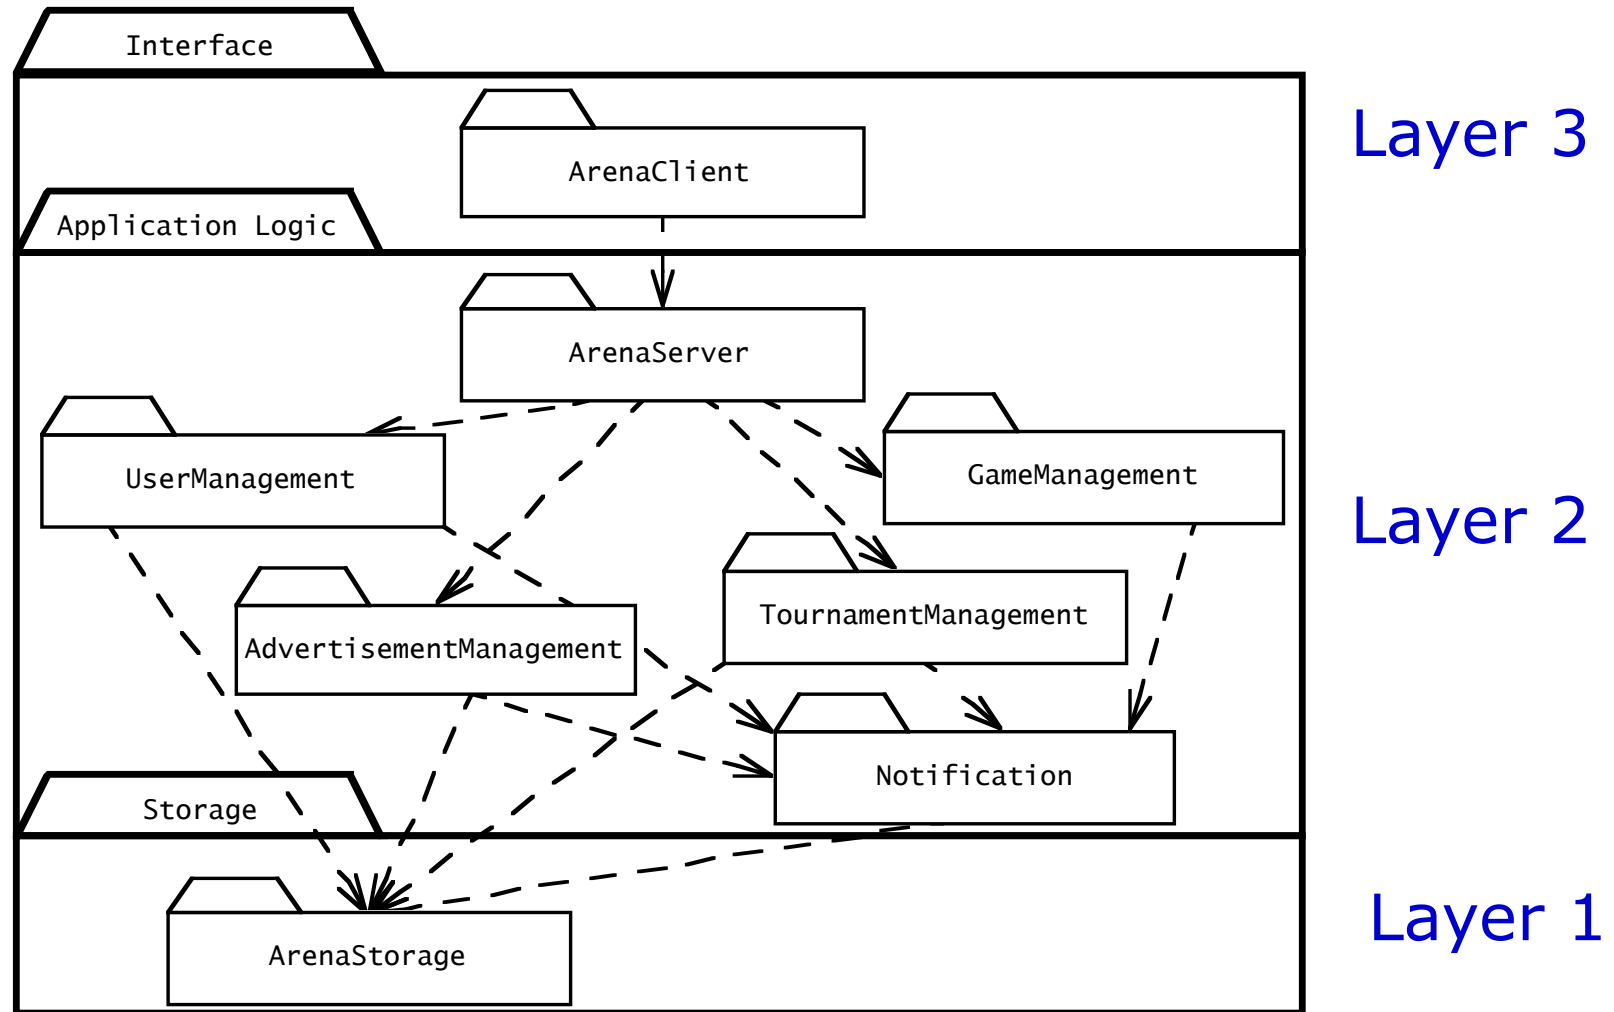 Interface
Layer 3
ArenaClient
Application Logic
ArenaServer
UserManagement
GameManagement
Layer 2
TournamentManagement
AdvertisementManagement
Notification
Storage
Layer 1
ArenaStorage